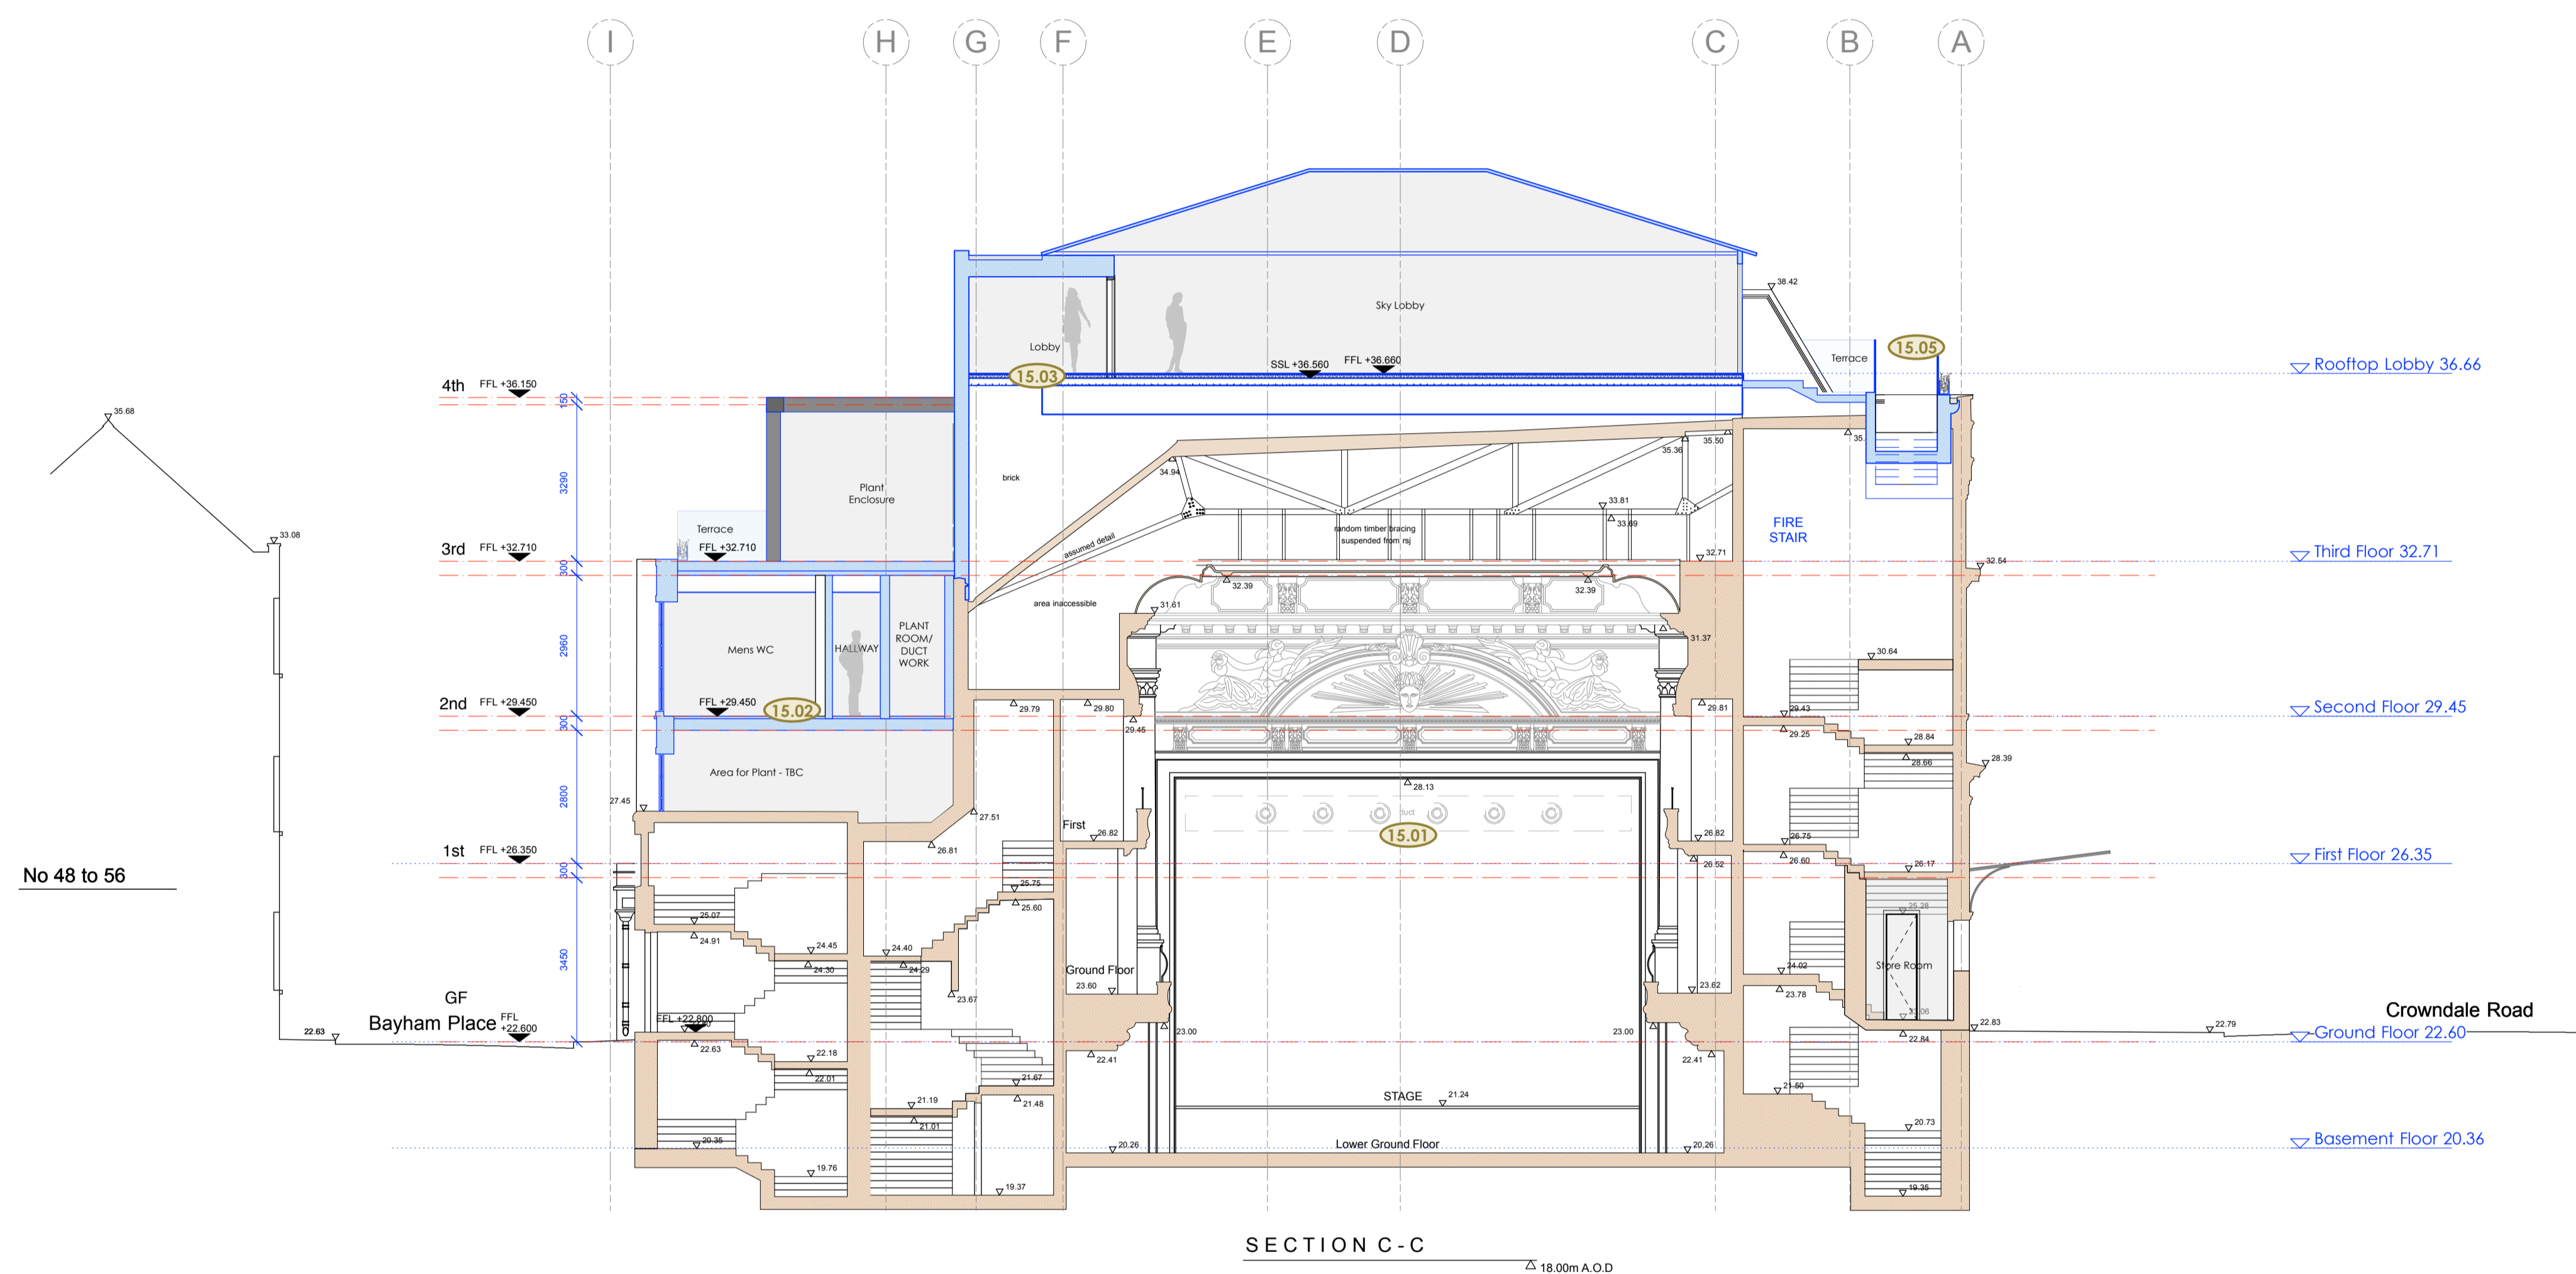 I
H
G
F
E
D
C
B
A
38.42
Sky Lobby
Lobby
15.03
SSL +36.560
FFL +36.660
Terrace
15.05
Rooftop Lobby 36.66
4th
FFL +36.150
150
35.68
35.50
35.36
34.94
brick
Plant
Enclosure
3290
33.81
33.69
random timber bracing
suspended from rsj
assumed detail
FIRE
STAIR
Terrace
33.08
3rd
FFL +32.710
FFL +32.710
300
32.71
32.54
Third Floor 32.71
32.39
32.39
area inaccessible
31.61
31.37
PLANT
ROOM/
DUCT
WORK
Mens WC
HALLWAY
2960
30.64
2nd
FFL +29.450
FFL +29.450
15.02
300
29.79
29.80
29.45
29.81
29.43
29.25
Second Floor 29.45
28.84
28.66
28.39
Area for Plant - TBC
2800
28.13
27.45
27.51
duct
15.01
First
26.82
26.82
26.75
26.81
26.52
26.60
26.17
1st
FFL +26.350
300
First Floor 26.35
No 48 to 56
25.75
25.60
25.28
25.07
24.91
24.45
24.30
24.40
24.29
3450
Store Room
Ground Floor
23.60
23.62
24.02
23.78
23.67
GF
Bayham Place
FFL
+22.600
FFL +22.800
22.63
22.63
23.00
23.00
22.83
22.84
22.79
Crowndale Road
Ground Floor 22.60
22.18
22.01
22.41
22.41
21.67
21.48
21.50
21.19
21.01
STAGE
21.24
20.73
20.35
20.26
Lower Ground Floor
20.26
Basement Floor 20.36
19.76
19.37
19.35
SECTION C-C
18.00m A.O.D